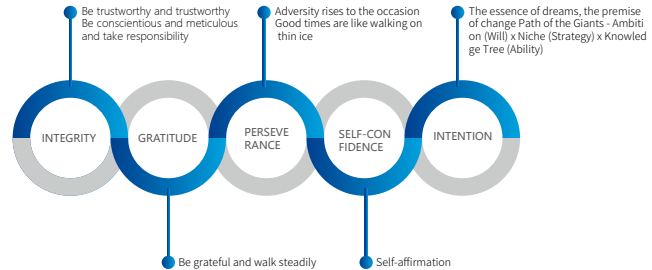 Be trustworthy and trustworthy
Be conscientious and meticulous
and take responsibility
Adversity rises to the occasion
Good times are like walking on
thin ice
The essence of dreams, the premise
of change Path of the Giants - Ambiti
on (Will) x Niche (Strategy) x Knowled
ge Tree (Ability)
INTEGRITY
GRATITUDE
PERSEVE
RANCE
SELF-CON
FIDENCE
INTENTION
Be grateful and walk steadily
Self-affirmation